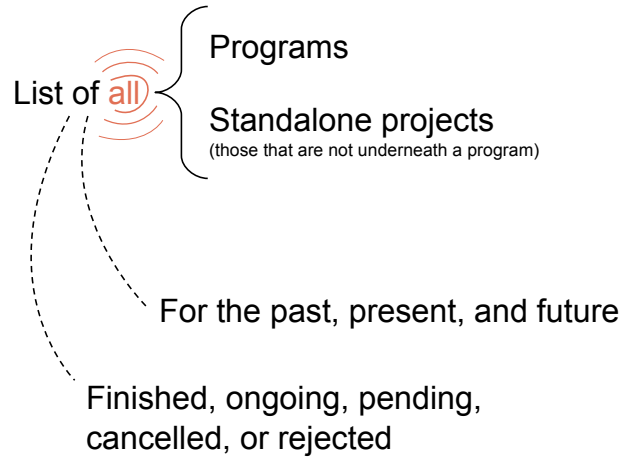 Programs
List of all
Standalone projects
(those that are not underneath a program)
For the past, present, and future
Finished, ongoing, pending,
cancelled, or rejected